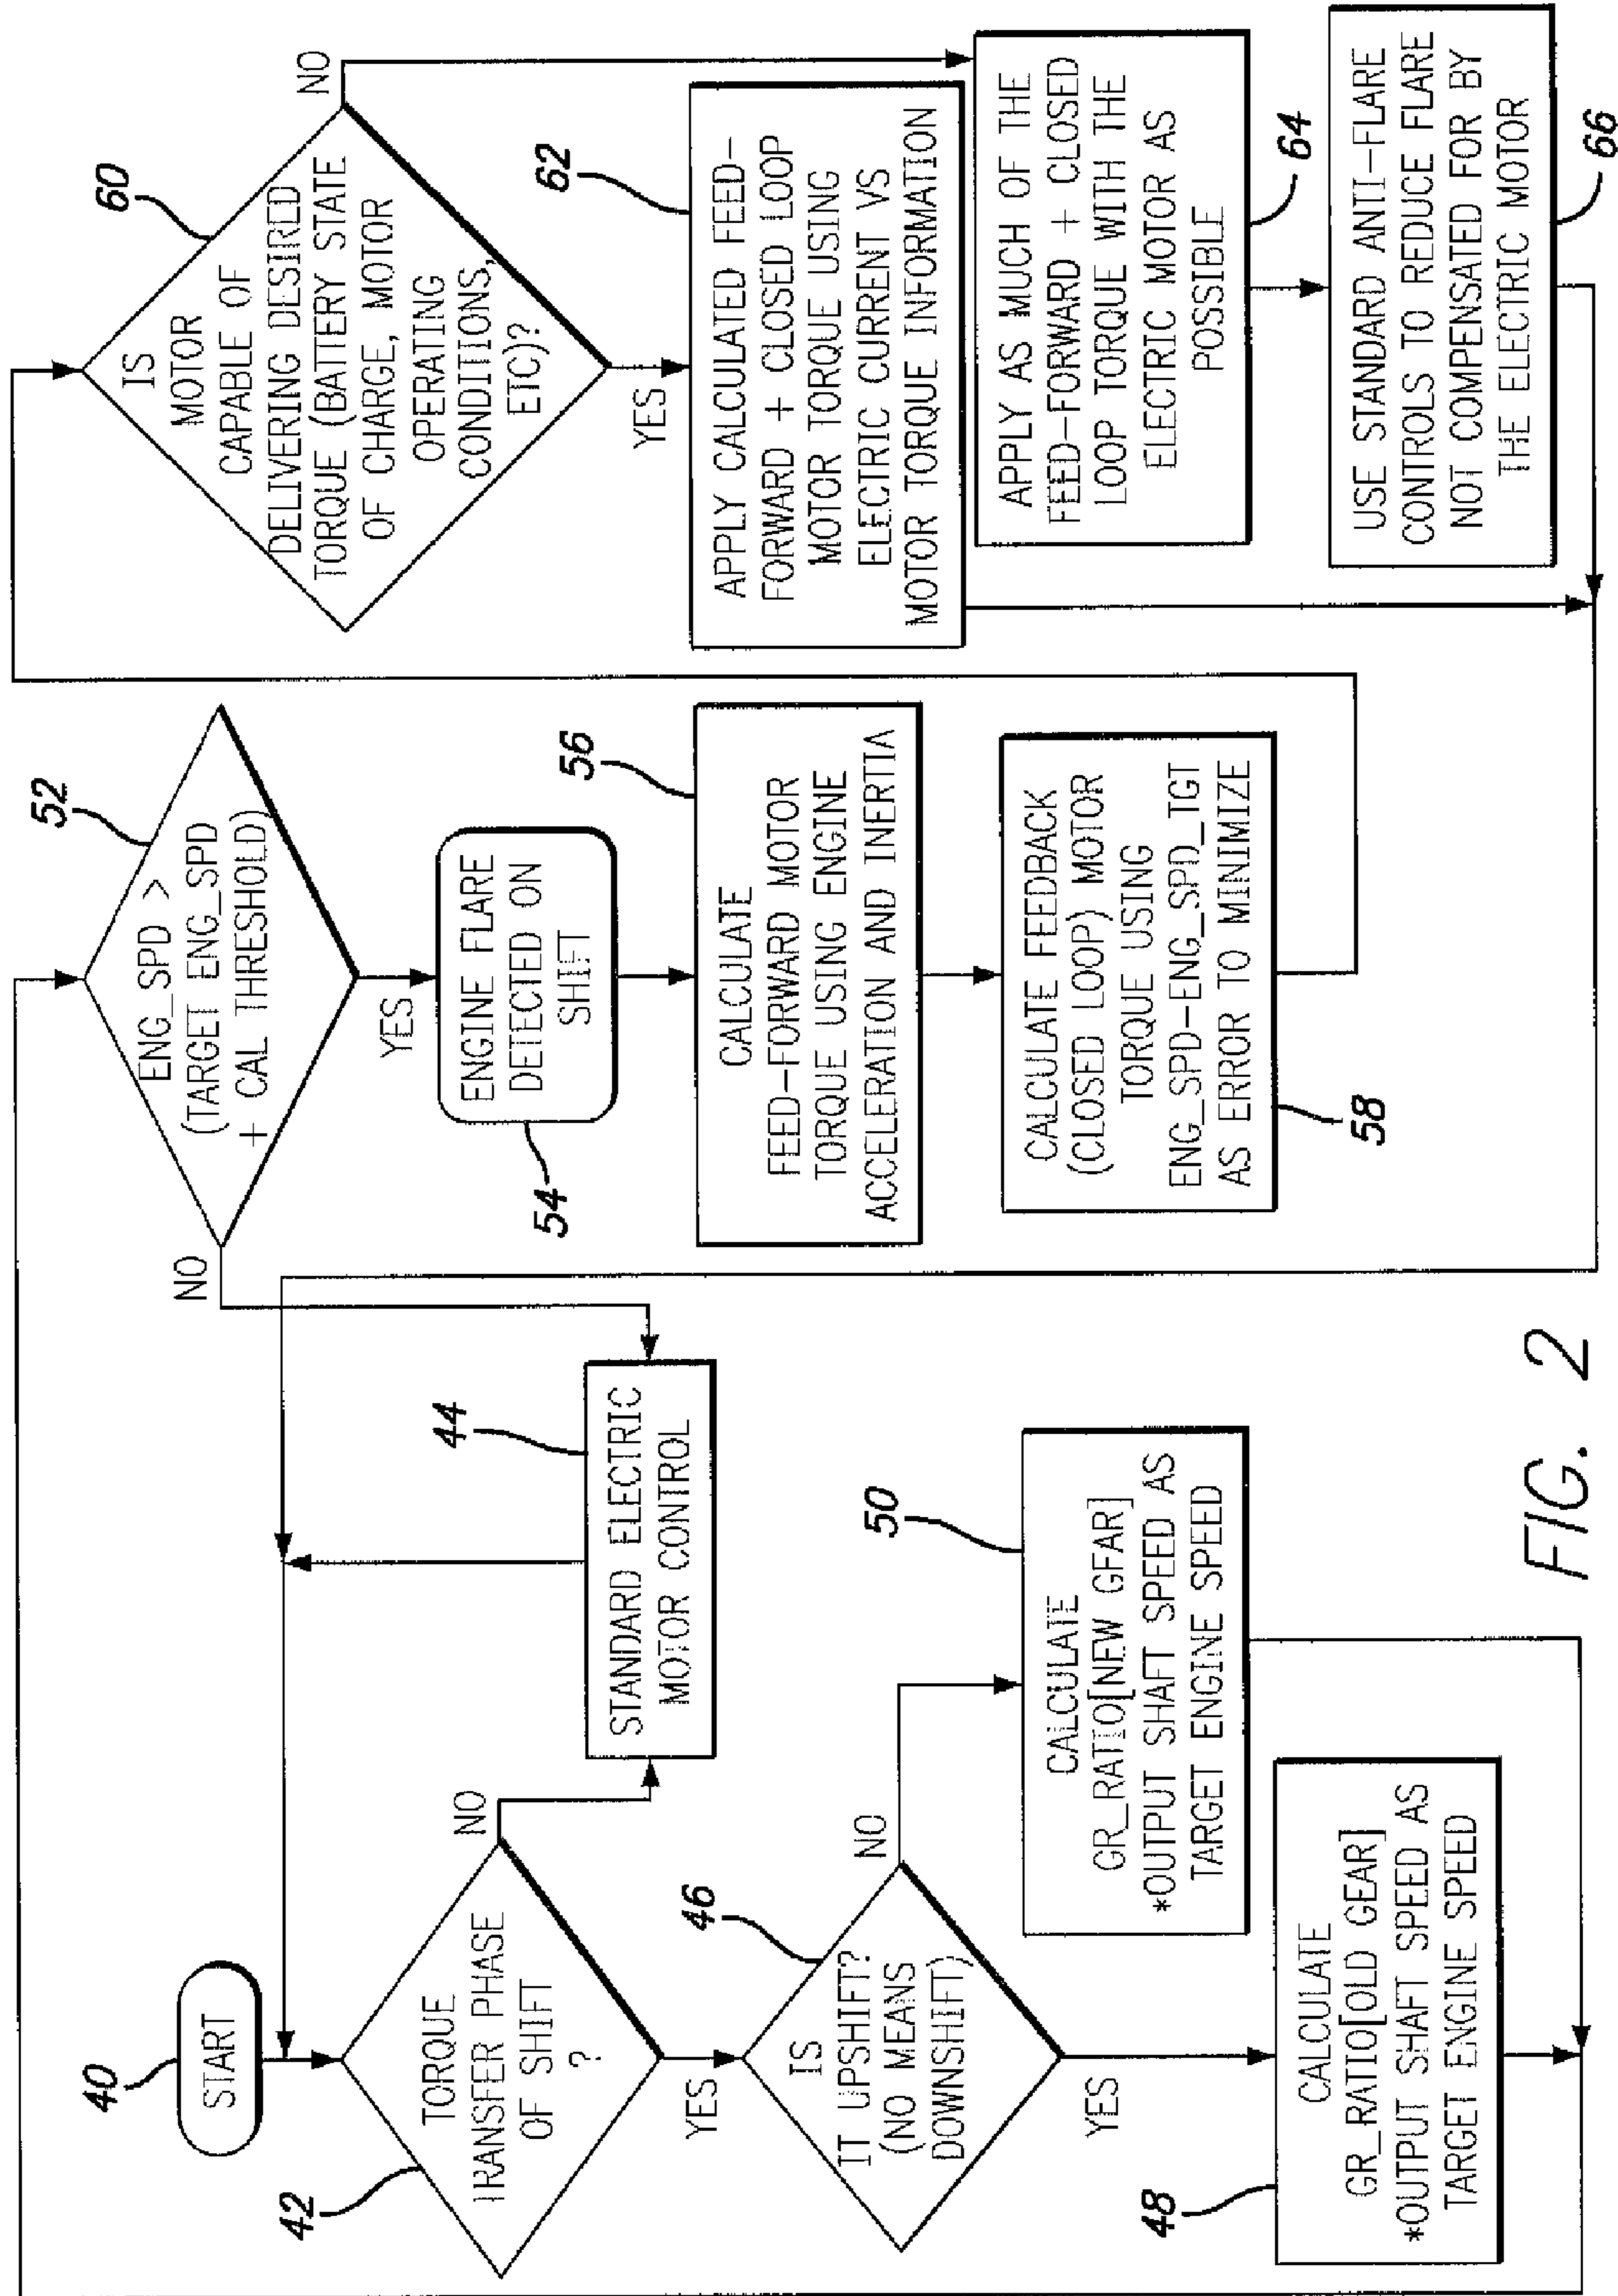 40
START
42
TORQUE
TRANSFER PHASE
OF SHIFT
?
NO
YES
44
STANDARD ELECTRIC
MOTOR CONTROL
46
IS
IT UPSHIFT?
(NO MEANS
DOWNSHIFT)
NO
YES
48
CALCULATE
GR_RATIO[OLD GEAR]
*OUTPUT SHAFT SPEED AS
TARGET ENGINE SPEED
50
CALCULATE
GR_RATIO[NEW GEAR]
*OUTPUT SHAFT SPEED AS
TARGET ENGINE SPEED
52
ENG_SPD >
(TARGET ENG_SPD
+ CAL THRESHOLD)
NO
YES
54
ENGINE FLARE
DETECTED ON
SHIFT
56
CALCULATE
FEED-FORWARD MOTOR
TORQUE USING ENGINE
ACCELERATION AND INERTIA
58
CALCULATE FEEDBACK
(CLOSED LOOP) MOTOR
TORQUE USING
ENG_SPD-ENG_SPD_TGT
AS ERROR TO MINIMIZE
60
IS
MOTOR
CAPABLE OF
DELIVERING DESIRED
TORQUE (BATTERY STATE
OF CHARGE, MOTOR
OPERATING
CONDITIONS,
ETC)?
NO
YES
62
APPLY CALCULATED FEED-
FORWARD + CLOSED LOOP
MOTOR TORQUE USING
ELECTRIC CURRENT VS
MOTOR TORQUE INFORMATION
64
APPLY AS MUCH OF THE
FEED-FORWARD + CLOSED
LOOP TORQUE WITH THE
ELECTRIC MOTOR AS
POSSIBLE
66
USE STANDARD ANTI-FLARE
CONTROLS TO REDUCE FLARE
NOT COMPENSATED FOR BY
THE ELECTRIC MOTOR
FIG. 2